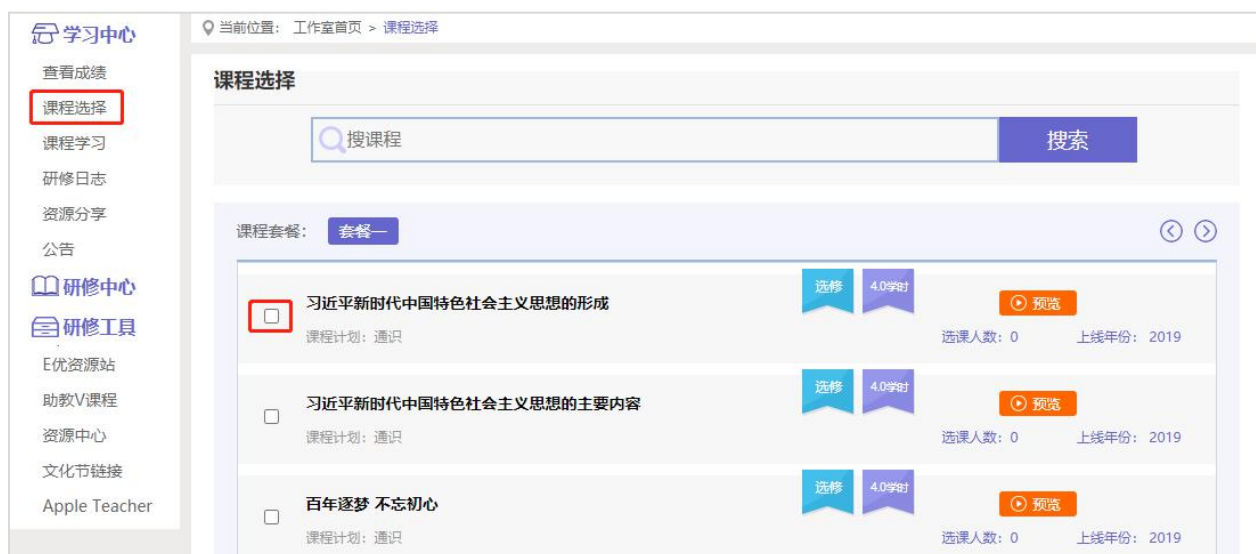 学习中心
查看成绩
课程选择
课程学习
研修日志
资源分享
公告
研修中心
研修工具
E优资源站
助教V课程
资源中心
文化节链接
Apple Teacher
当前位置： 工作室首页 > 课程选择
课程选择
搜课程 搜索
课程套餐： 套餐一
习近平新时代中国特色社会主义思想的形成 选修 4.0学时 预览
课程计划：通识 选课人数：0 上线年份：2019
习近平新时代中国特色社会主义思想的主要内容 选修 4.0学时 预览
课程计划：通识 选课人数：0 上线年份：2019
百年逐梦 不忘初心 选修 4.0学时 预览
课程计划：通识 选课人数：0 上线年份：2019